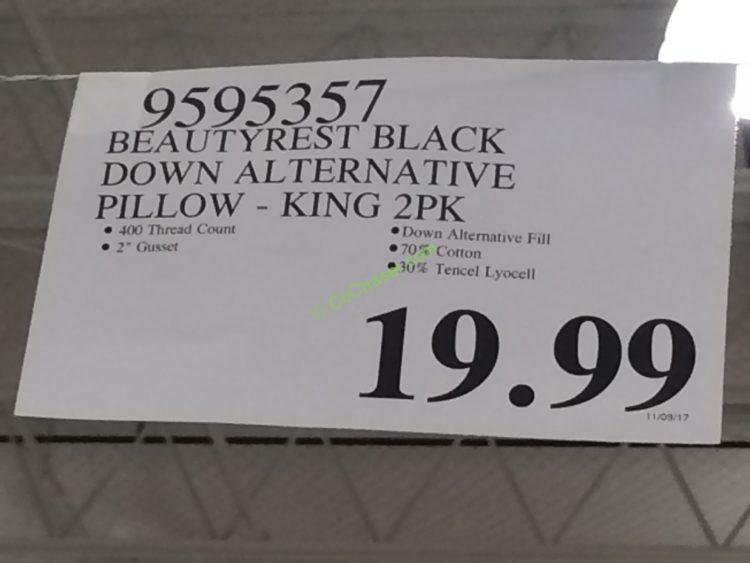 9595357
BEAUTYREST BLACK
DOWN ALTERNATIVE
PILLOW - KING 2PK
• 400 Thread Count
• 2" Gusset
• Down Alternative Fill
• 70% Cotton
• 30% Tencel Lyocell
19.99
11/09/17